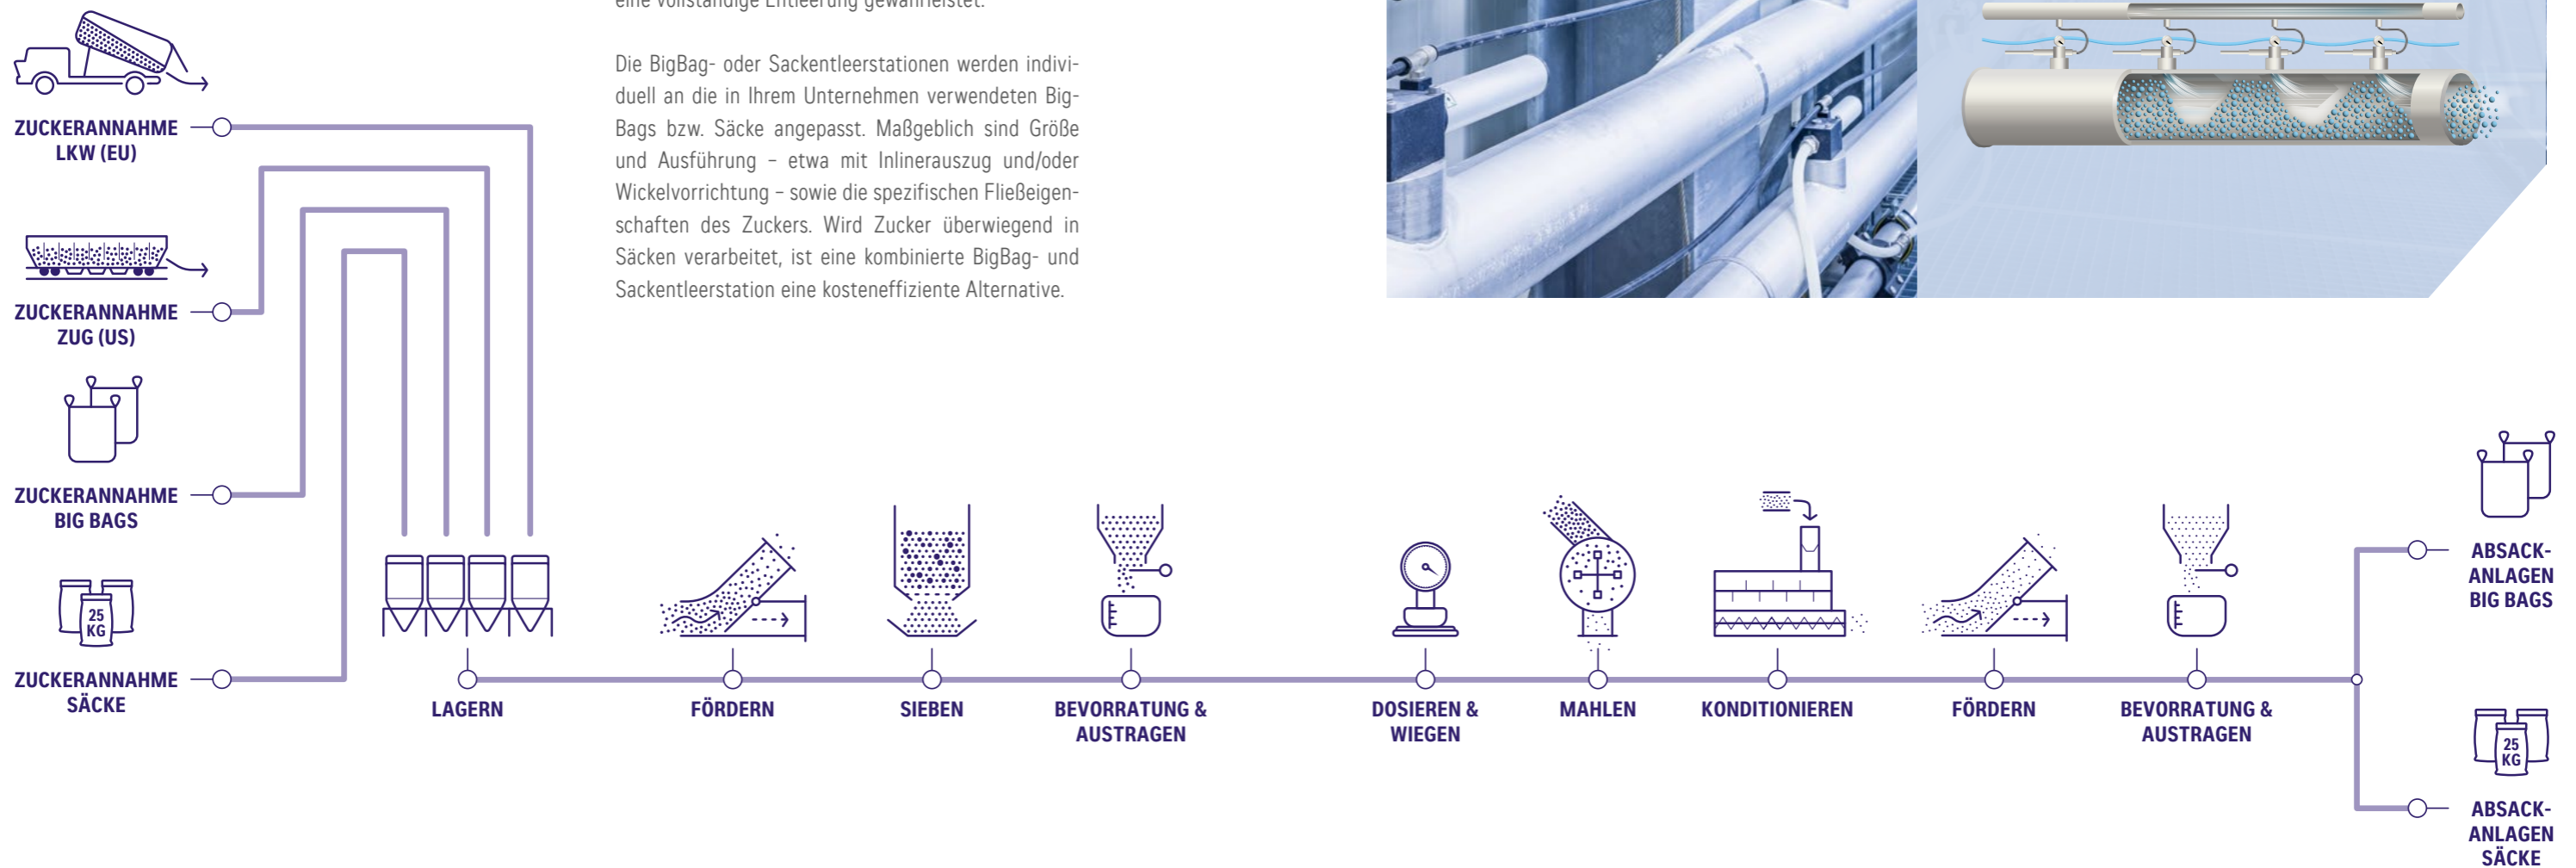 eine vollständige Entleerung gewährleistet.
Die BigBag- oder Sackentleerstationen werden indivi-
duell an die in Ihrem Unternehmen verwendeten Big-
Bags bzw. Säcke angepasst. Maßgeblich sind Größe
und Ausführung – etwa mit Inlinerauszug und/oder
Wickelvorrichtung – sowie die spezifischen Fließeigen-
schaften des Zuckers. Wird Zucker überwiegend in
Säcken verarbeitet, ist eine kombinierte BigBag- und
Sackentleerstation eine kosteneffiziente Alternative.
ZUCKERANNAHME
LKW (EU)
ZUCKERANNAHME
ZUG (US)
ZUCKERANNAHME
BIG BAGS
25
KG
ZUCKERANNAHME
SÄCKE
LAGERN
FÖRDERN
SIEBEN
BEVORRATUNG &
AUSTRAGEN
DOSIEREN &
WIEGEN
MAHLEN
KONDITIONIEREN
FÖRDERN
BEVORRATUNG &
AUSTRAGEN
ABSACK-
ANLAGEN
BIG BAGS
25
KG
ABSACK-
ANLAGEN
SÄCKE